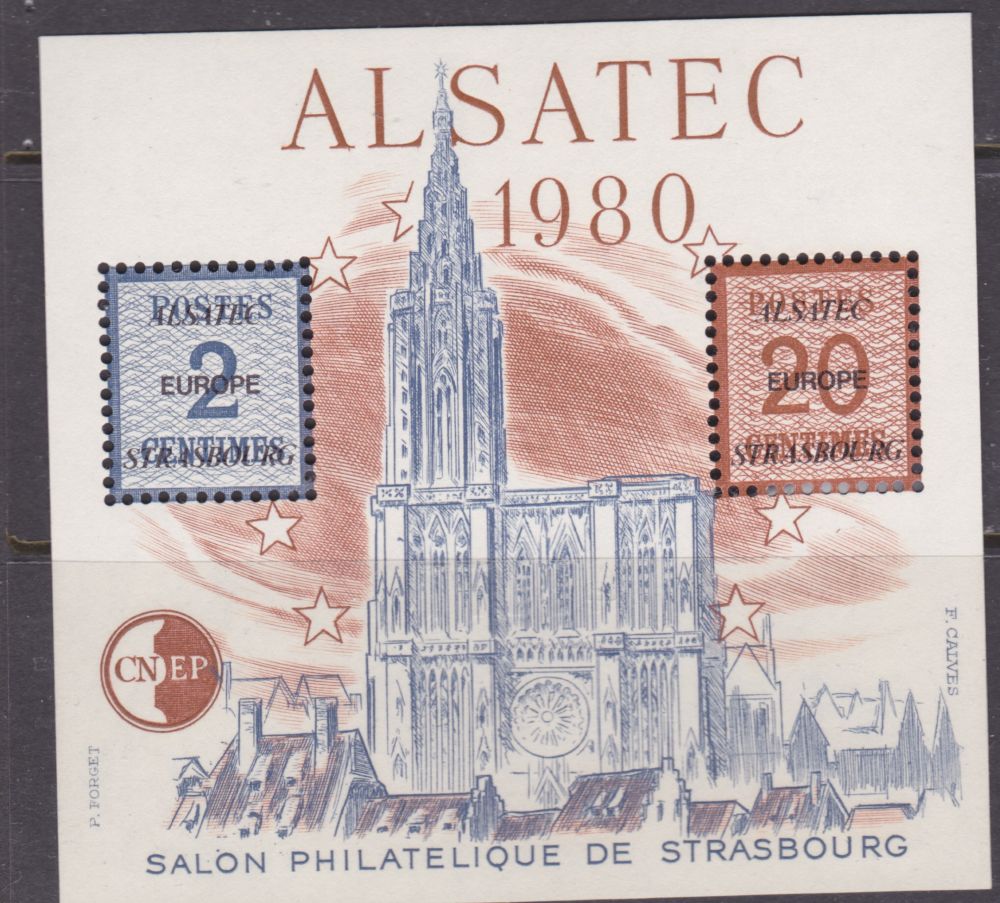 ALSATEC
1980
POSTES
ALSATEC
2
EUROPE
CENTIMES
STRASBOURG
POSTES
ALSATEC
20
EUROPE
CENTIMES
STRASBOURG
CNEP
P. FORGET
F. CALVES
SALON PHILATELIQUE DE STRASBOURG